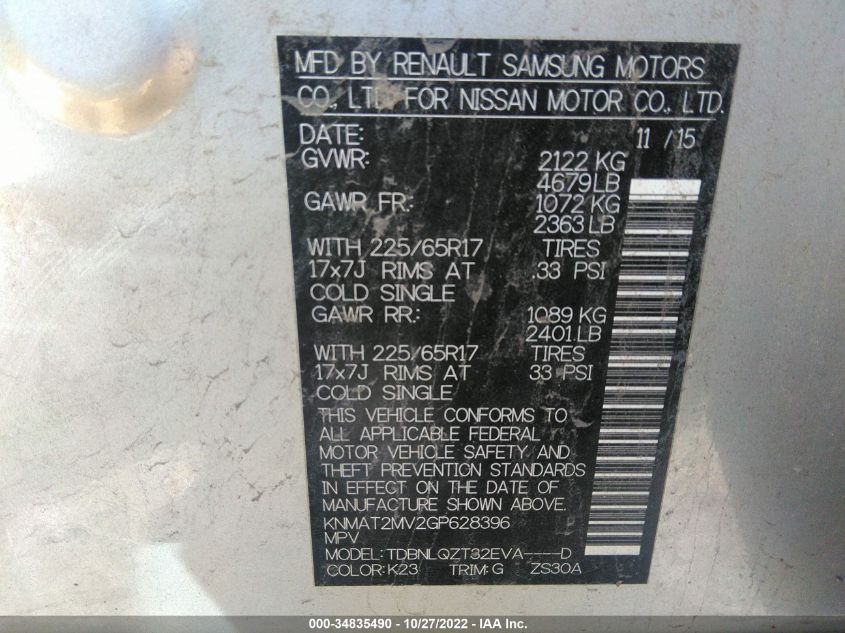 MFD BY RENAULT SAMSUNG MOTORS
CO., LTD. FOR NISSAN MOTOR CO., LTD.
DATE: 11 / 15
GVWR: 2122 KG
4679LB
GAWR FR: 1072 KG
2363 LB
WITH 225/65R17 TIRES
17x7J RIMS AT 33 PSI
COLD SINGLE
GAWR RR: 1089 KG
2401LB
WITH 225/65R17 TIRES
17x7J RIMS AT 33 PSI
COLD SINGLE
THIS VEHICLE CONFORMS TO
ALL APPLICABLE FEDERAL
MOTOR VEHICLE SAFETY AND
THEFT PREVENTION STANDARDS
IN EFFECT ON THE DATE OF
MANUFACTURE SHOWN ABOVE.
KNMAT2MV2GP628396
MPV
MODEL: TDBNLQZT32EVA----D
COLOR: K23 TRIM: G ZS30A
000-34835490 - 10/27/2022 - IAA Inc.